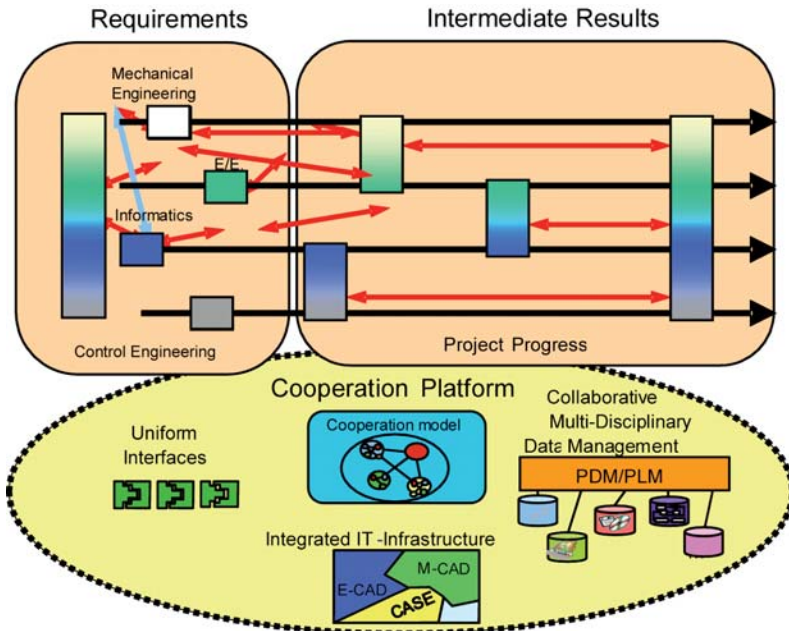 Requirements
Intermediate Results
Mechanical
Engineering
E/E
Informatics
Control Engineering
Project Progress
Cooperation Platform
Uniform
Interfaces
Cooperation model
Collaborative
Multi-Disciplinary
Data Management
PDM/PLM
Integrated IT -Infrastructure
E-CAD
M-CAD
CASE